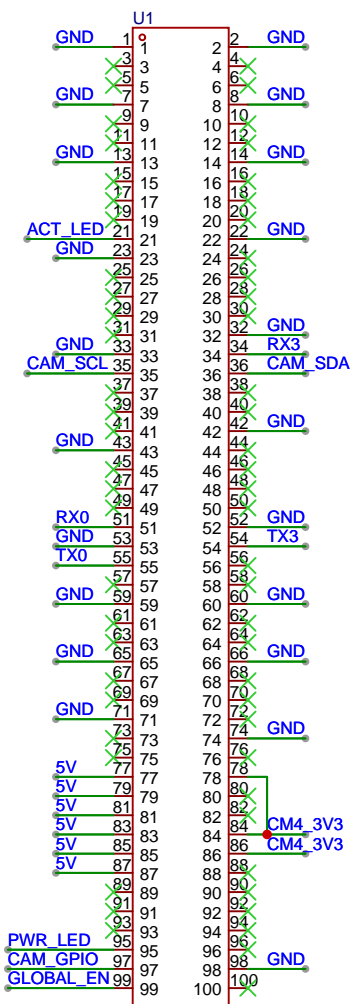 U1
GND 1 1 2 2 GND
3 3 4 4
5 5 6 6
GND 7 7 8 8 GND
9 9 10 10
11 11 12 12
GND 13 13 14 14 GND
15 15 16 16
17 17 18 18
19 19 20 20
ACT_LED 21 21 22 22 GND
GND 23 23 24 24
25 25 26 26
27 27 28 28
29 29 30 30
31 31 32 32 GND
GND 33 33 34 34 RX3
CAM_SCL 35 35 36 36 CAM_SDA
37 37 38 38
39 39 40 40
41 41 42 42 GND
GND 43 43 44 44
45 45 46 46
47 47 48 48
49 49 50 50
RX0 51 51 52 52 GND
GND 53 53 54 54 TX3
TX0 55 55 56 56
57 57 58 58
GND 59 59 60 60 GND
61 61 62 62
63 63 64 64
GND 65 65 66 66 GND
67 67 68 68
69 69 70 70
GND 71 71 72 72
73 73 74 74 GND
75 75 76 76
5V 77 77 78 78
5V 79 79 80 80
5V 81 81 82 82
5V 83 83 84 84 CM4_3V3
5V 85 85 86 86 CM4_3V3
5V 87 87 88 88
89 89 90 90
91 91 92 92
93 93 94 94
PWR_LED 95 95 96 96
CAM_GPIO 97 97 98 98 GND
GLOBAL_EN 99 99 100 100